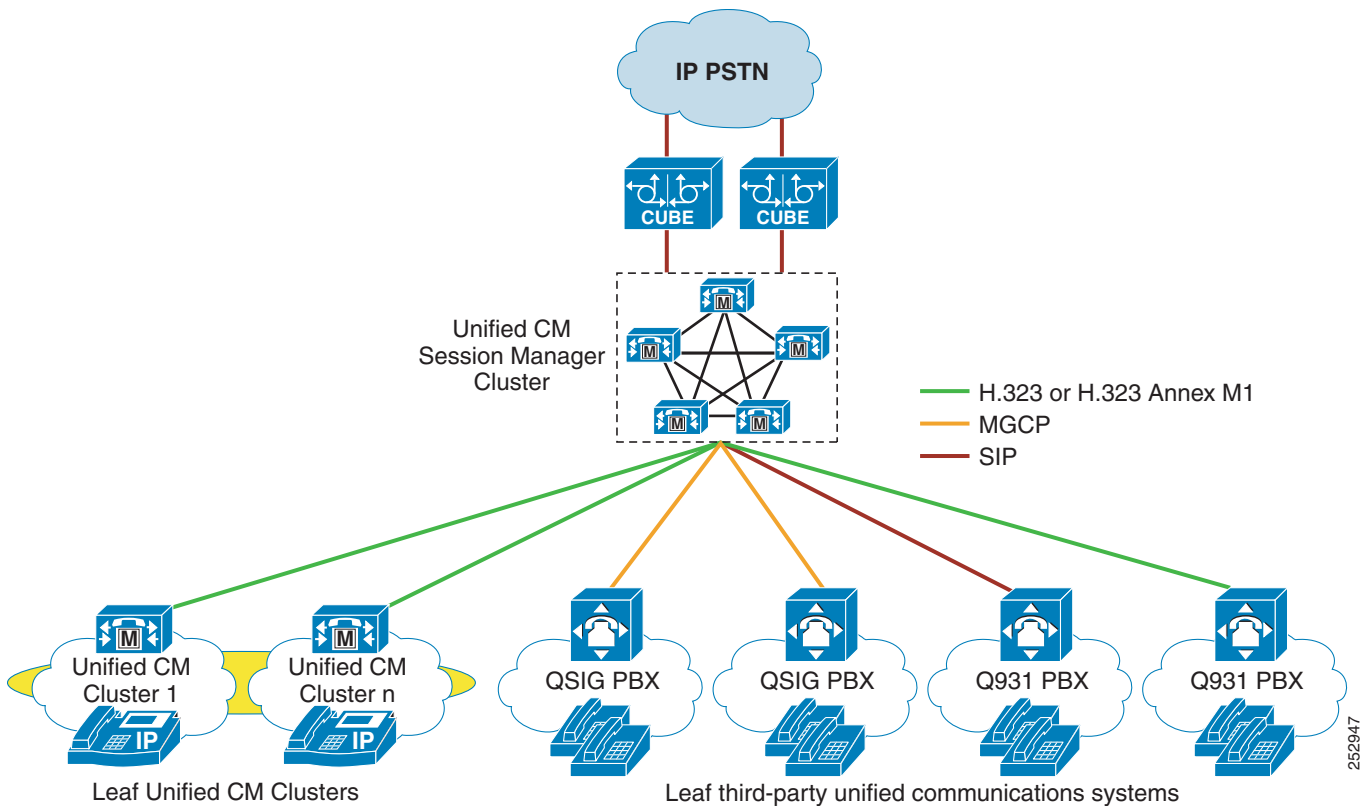 IP PSTN
CUBE
CUBE
M
Unified CM
Session Manager
Cluster
M
M
M
M
H.323 or H.323 Annex M1
MGCP
SIP
M
M
Unified CM
Cluster 1
Unified CM
Cluster n
QSIG PBX
QSIG PBX
Q931 PBX
Q931 PBX
IP
IP
Leaf Unified CM Clusters
Leaf third-party unified communications systems
252947